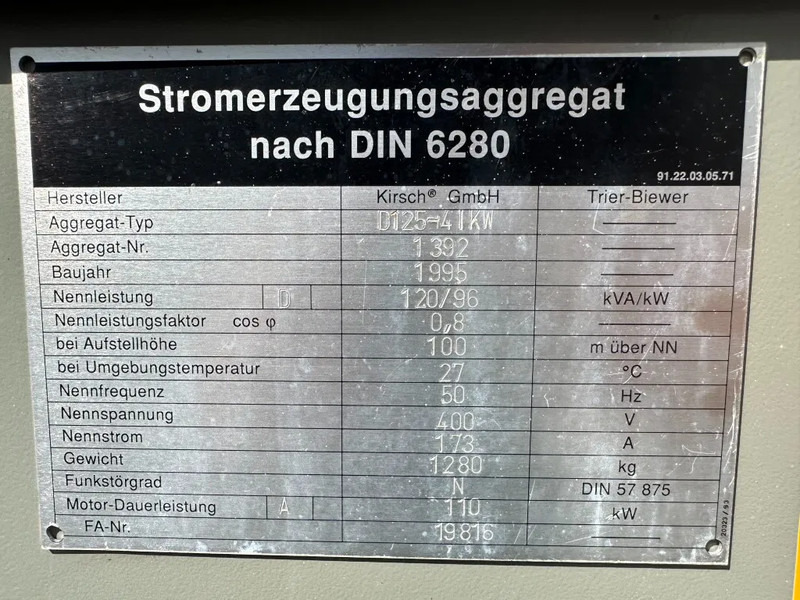 Stromerzeugungsaggregat
nach DIN 6280
91.22.03.05.71
Hersteller Kirsch® GmbH Trier-Biewer
Aggregat-Typ
Aggregat-Nr. 1392
Baujahr 1995
Nennleistung D 120/96 kVA/kW
Nennleistungsfaktor cos φ 0,8
bei Aufstellhöhe 100 m über NN
bei Umgebungstemperatur 27 °C
Nennfrequenz 50 Hz
Nennspannung 400 V
Nennstrom 173 A
Gewicht 1280 kg
Funkstörgrad N DIN 57 875
Motor-Dauerleistung A 110 kW
FA-Nr. 19816